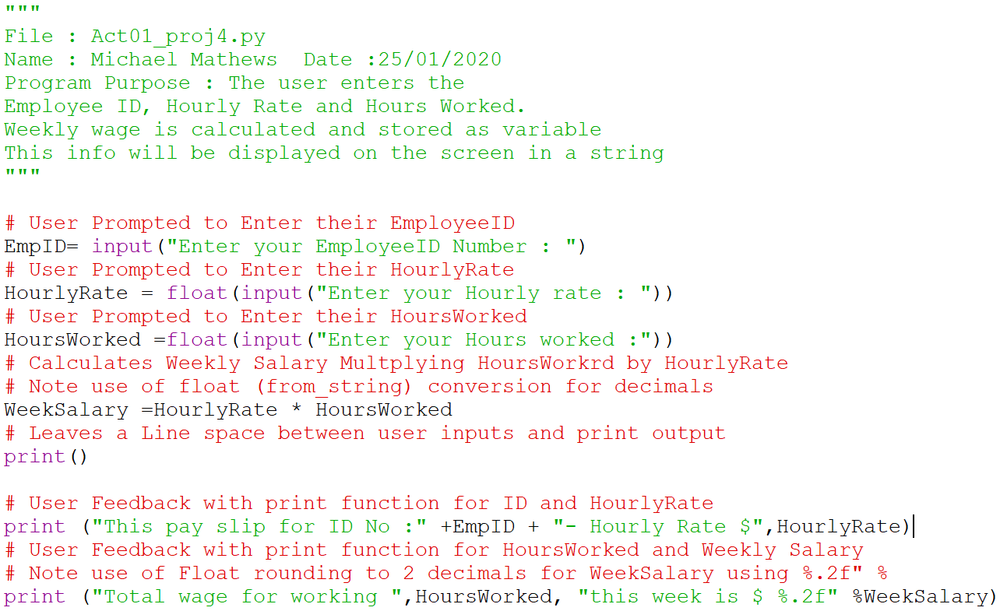 """
File : Act01_proj4.py
Name : Michael Mathews  Date :25/01/2020
Program Purpose : The user enters the
Employee ID, Hourly Rate and Hours Worked.
Weekly wage is calculated and stored as variable
This info will be displayed on the screen in a string
"""

# User Prompted to Enter their EmployeeID
EmpID= input("Enter your EmployeeID Number : ")
# User Prompted to Enter their HourlyRate
HourlyRate = float(input("Enter your Hourly rate : "))
# User Prompted to Enter their HoursWorked
HoursWorked =float(input("Enter your Hours worked :"))
# Calculates Weekly Salary Multplying HoursWorkrd by HourlyRate
# Note use of float (from_string) conversion for decimals
WeekSalary =HourlyRate * HoursWorked
# Leaves a Line space between user inputs and print output
print()

# User Feedback with print function for ID and HourlyRate
print ("This pay slip for ID No :" +EmpID + "- Hourly Rate $",HourlyRate)
# User Feedback with print function for HoursWorked and Weekly Salary
# Note use of Float rounding to 2 decimals for WeekSalary using %.2f" %
print ("Total wage for working ",HoursWorked, "this week is $ %.2f" %WeekSalary)